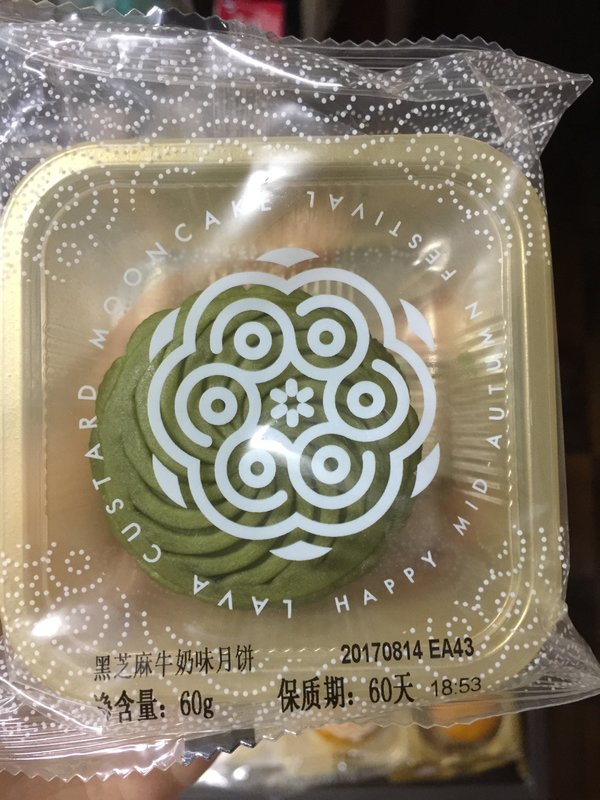 LAVA CUSTARD MOONCAKE
HAPPY MID-AUTUMN FESTIVAL
黑芝麻牛奶味月饼
20170814 EA43
净含量：60g
保质期：60天 18:53